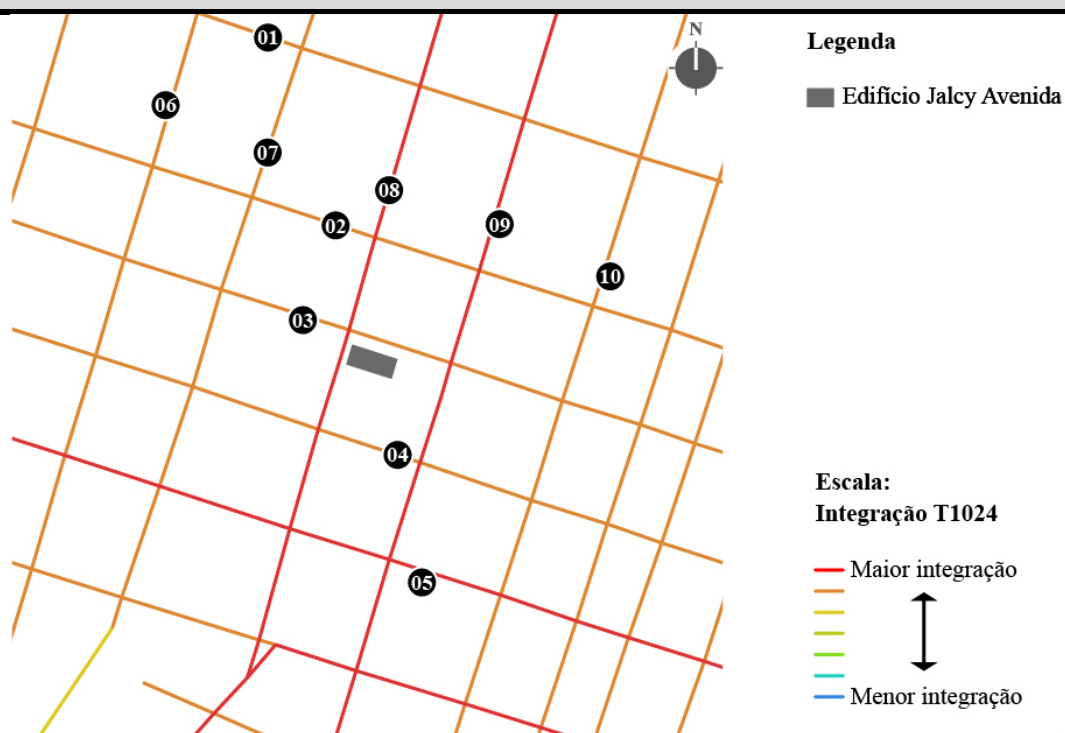 01
N
Legenda
Edifício Jalcy Avenida
06
07
08
02
09
10
03
04
Escala:
Integração T1024
Maior integração
05
Menor integração